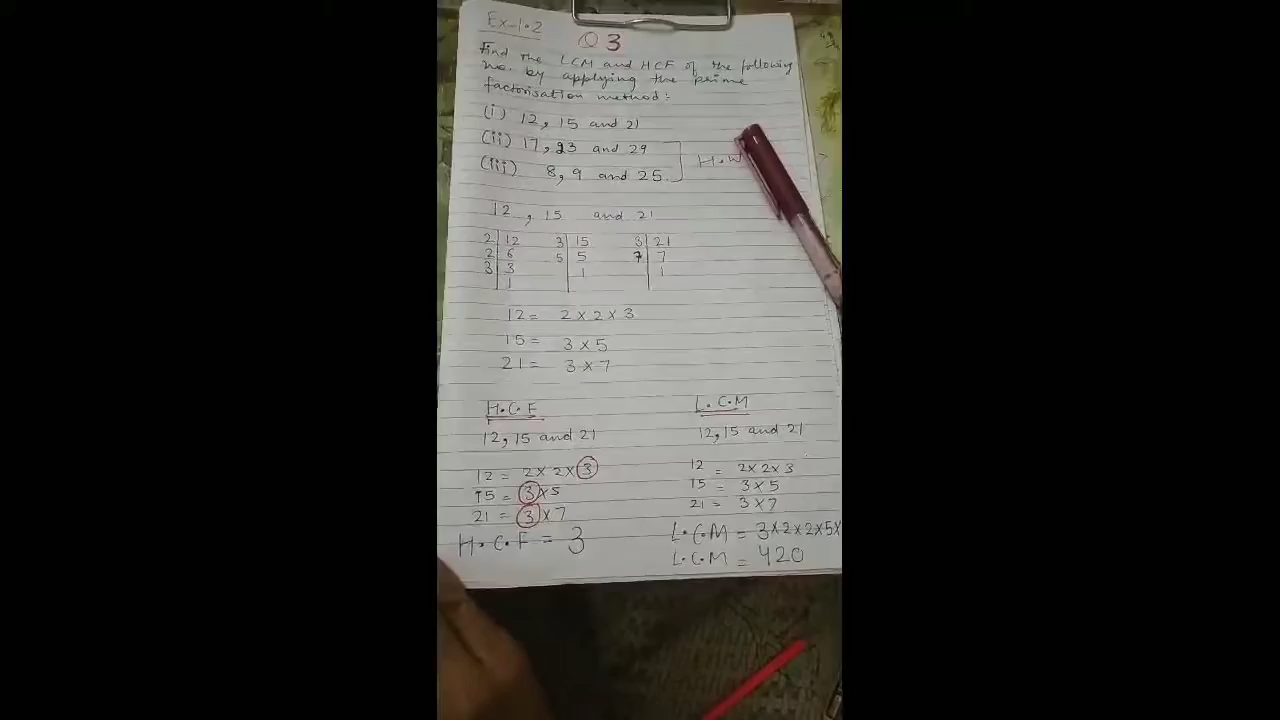 Ex-1.2
Q 3
Find the LCM and HCF of the following
no. by applying the prime
factorisation method:
(i) 12, 15 and 21
(ii) 17, 23 and 29
(iii) 8, 9 and 25.
H.W
12, 15 and 21
2 | 12 3 | 15 3 | 21
2 | 6 5 | 5 7 | 7
3 | 3 | 1 | 1
| 1
12 = 2 × 2 × 3
15 = 3 × 5
21 = 3 × 7
H.C.F
12, 15 and 21
12 = 2 × 2 × 3
15 = 3 × 5
21 = 3 × 7
H.C.F = 3
L.C.M
12, 15 and 21
12 = 2 × 2 × 3
15 = 3 × 5
21 = 3 × 7
L.C.M = 3 × 2 × 2 × 5 ×
L.C.M = 420